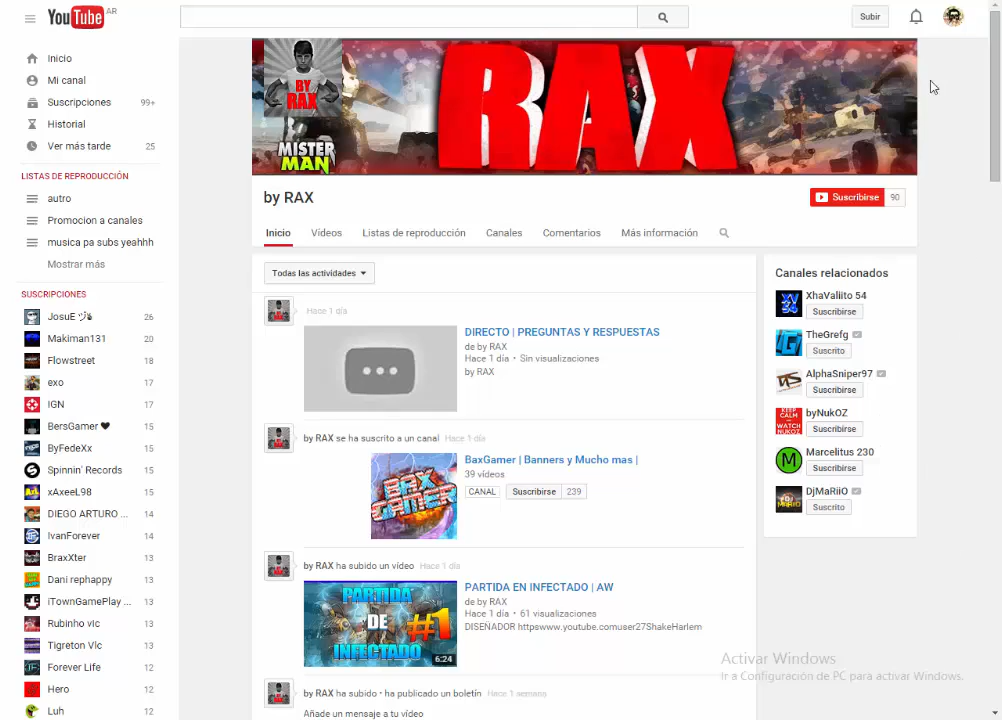 YouTube AR
Subir
Inicio
Mi canal
Suscripciones 99+
Historial
Ver más tarde 25
LISTAS DE REPRODUCCIÓN
autro
Promocion a canales
musica pa subs yeahhh
Mostrar más
SUSCRIPCIONES
JosuE 26
Makiman131 20
Flowstreet 18
exo 17
IGN 17
BersGamer ❤ 15
ByFedeXx 15
Spinnin' Records 15
xAxeeL98 15
DIEGO ARTURO ... 14
IvanForever 14
BraxXter 13
Dani rephappy 13
iTownGamePlay ... 13
Rubinho vlc 13
Tigreton Vlc 13
Forever Life 12
Hero 12
Luh 12
BY
RAX
MISTER
MAN
RAX
by RAX
Suscribirse 90
Inicio Vídeos Listas de reproducción Canales Comentarios Más información
Todas las actividades
Hace 1 día
DIRECTO | PREGUNTAS Y RESPUESTAS
de by RAX
Hace 1 día • Sin visualizaciones
by RAX
by RAX se ha suscrito a un canal Hace 1 día
BAX
GAMER
BaxGamer | Banners y Mucho mas |
39 vídeos
CANAL Suscribirse 239
by RAX ha subido un vídeo Hace 1 día
PARTIDA
DE #1
INFECTADO
6:24
PARTIDA EN INFECTADO | AW
de by RAX
Hace 1 día • 61 visualizaciones
DISEÑADOR httpswww.youtube.comuser27ShakeHarlem
by RAX ha subido • ha publicado un boletín Hace 1 semana
Añade un mensaje a tu vídeo
Canales relacionados
XV
54
XhaValiito 54
Suscribirse
TheGrefg
Suscrito
AlphaSniper97
Suscribirse
KEEP
CALM
WATCH
NUKOZ
byNukOZ
Suscribirse
M
Marcelitus 230
Suscribirse
DjMaRiiO
Suscrito
Activar Windows
Ir a Configuración de PC para activar Windows.